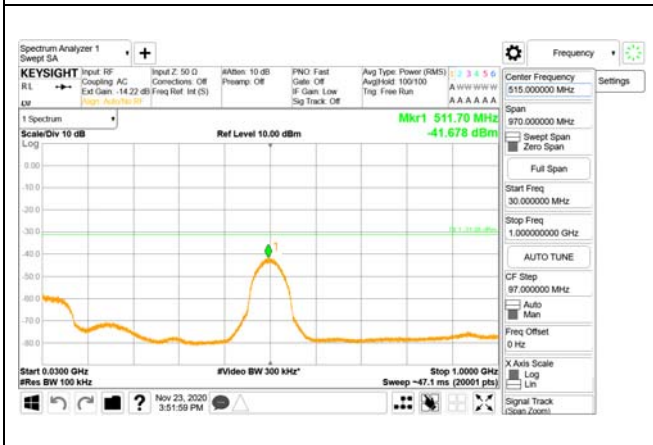 Spectrum Analyzer 1
Swept SA
Frequency
KEYSIGHT
Input: RF
Input Z: 50 Ω
#Atten: 10 dB
PNO: Fast
Avg Type: Power (RMS)
1 2 3 4 5 6
RL
Coupling: AC
Corrections: Off
Preamp: Off
Gate: Off
Avg|Hold: 100/100
A W W W W W
Ext Gain: -14.22 dB
Freq Ref: Int (S)
IF Gain: Low
Trig: Free Run
Align: Auto/No RF
Sig Track: Off
A A A A A A
Center Frequency
515.000000 MHz
Settings
Span
970.000000 MHz
Swept Span
Zero Span
Full Span
Start Freq
30.000000 MHz
Stop Freq
1.000000000 GHz
AUTO TUNE
CF Step
97.000000 MHz
Auto
Man
Freq Offset
0 Hz
X Axis Scale
Log
Lin
Signal Track
(Span Zoom)
1 Spectrum
Mkr1 511.70 MHz
Scale/Div 10 dB
Ref Level 10.00 dBm
-41.678 dBm
Log
0.00
-10.0
-20.0
-30.0
-40.0
-50.0
-60.0
-70.0
-80.0
1
Start 0.0300 GHz
#Video BW 300 kHz*
Stop 1.0000 GHz
#Res BW 100 kHz
Sweep ~47.1 ms (20001 pts)
?
Nov 23, 2020
3:51:59 PM